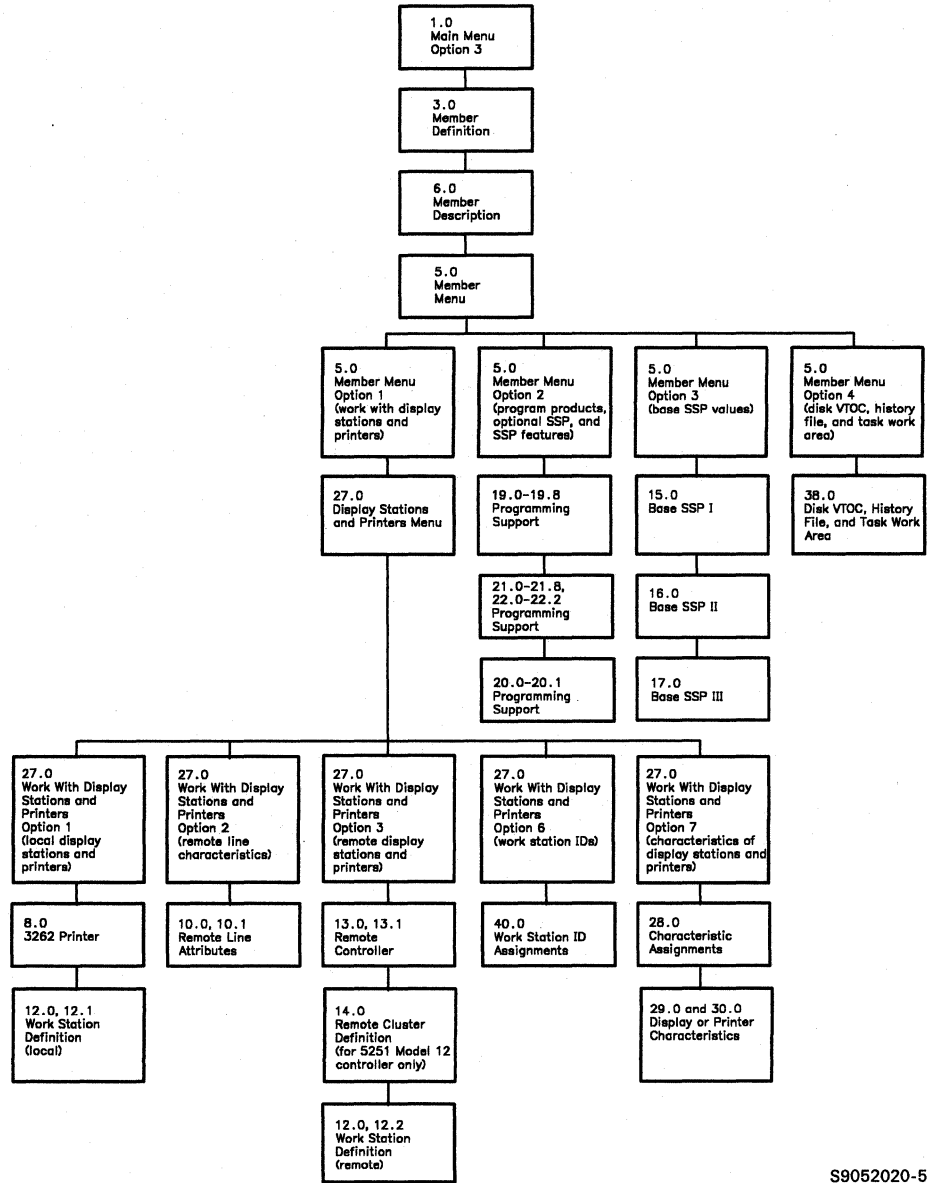 1.0
Main Menu
Option 3
3.0
Member
Definition
6.0
Member
Description
5.0
Member
Menu
5.0
Member Menu
Option 1
(work with display
stations and
printers)
5.0
Member Menu
Option 2
(program products,
optional SSP, and
SSP features)
5.0
Member Menu
Option 3
(base SSP values)
5.0
Member Menu
Option 4
(disk VTOC, history
file, and task work
area)
27.0
Display Stations
and Printers Menu
19.0-19.8
Programming
Support
15.0
Base SSP I
38.0
Disk VTOC, History
File, and Task Work
Area
21.0-21.8,
22.0-22.2
Programming
Support
16.0
Base SSP II
20.0-20.1
Programming
Support
17.0
Base SSP III
27.0
Work With Display
Stations and
Printers
Option 1
(local display
stations and
printers)
27.0
Work With Display
Stations and
Printers
Option 2
(remote line
characteristics)
27.0
Work With Display
Stations and
Printers
Option 3
(remote display
stations and
printers)
27.0
Work With Display
Stations and
Printers
Option 6
(work station IDs)
27.0
Work With Display
Stations and
Printers
Option 7
(characteristics of
display stations and
printers)
8.0
3262 Printer
10.0, 10.1
Remote Line
Attributes
13.0, 13.1
Remote
Controller
40.0
Work Station ID
Assignments
28.0
Characteristic
Assignments
12.0, 12.1
Work Station
Definition
(local)
14.0
Remote Cluster
Definition
(for 5251 Model 12
controller only)
29.0 and 30.0
Display or Printer
Characteristics
12.0, 12.2
Work Station
Definition
(remote)
S9052020-5